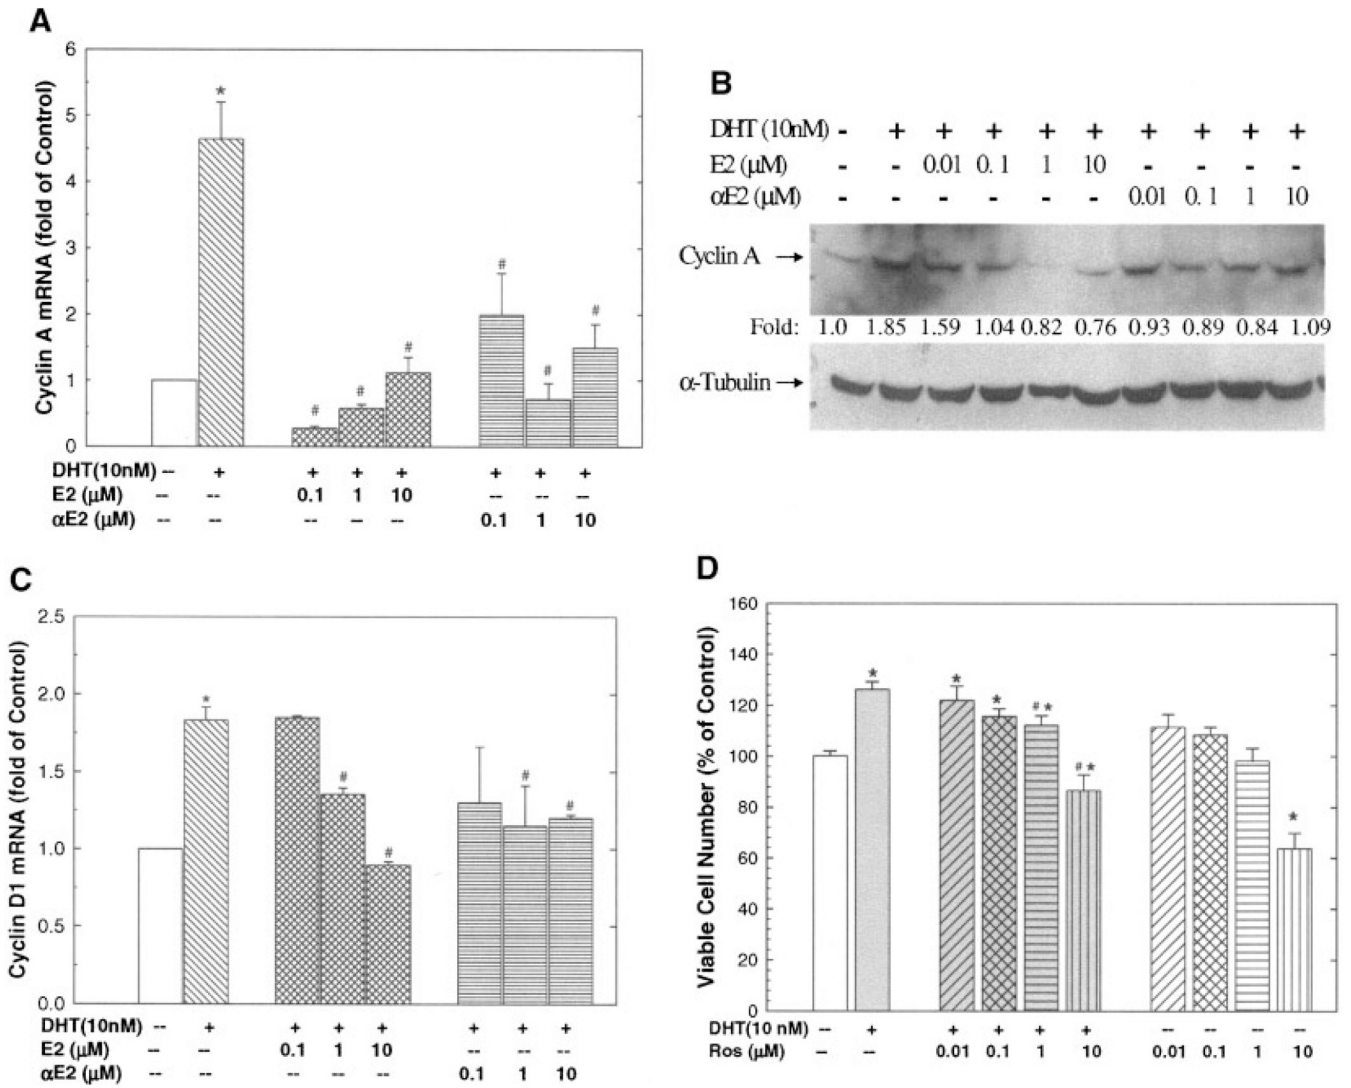 A
Cyclin A mRNA (fold of Control)
6
5
4
3
2
1
0
*
# # # # # #
DHT(10nM) -- + + + + + + +
E2 (μM) -- -- 0.1 1 10 -- -- --
αE2 (μM) -- -- -- -- -- 0.1 1 10
B
DHT (10nM) - + + + + + + + + +
E2 (μM) - - 0.01 0.1 1 10 - - - -
αE2 (μM) - - - - - - 0.01 0.1 1 10
Cyclin A →
Fold: 1.0 1.85 1.59 1.04 0.82 0.76 0.93 0.89 0.84 1.09
α-Tubulin →
C
Cyclin D1 mRNA (fold of Control)
2.5
2.0
1.5
1.0
0.5
0.0
*
# # # #
DHT(10nM) -- + + + + + + +
E2 (μM) -- -- 0.1 1 10 -- -- --
αE2 (μM) -- -- -- -- -- 0.1 1 10
D
Viable Cell Number (% of Control)
160
140
120
100
80
60
40
20
0
* * * #* #* *
DHT(10 nM) -- + + + + + -- -- -- --
Ros (μM) -- -- 0.01 0.1 1 10 0.01 0.1 1 10